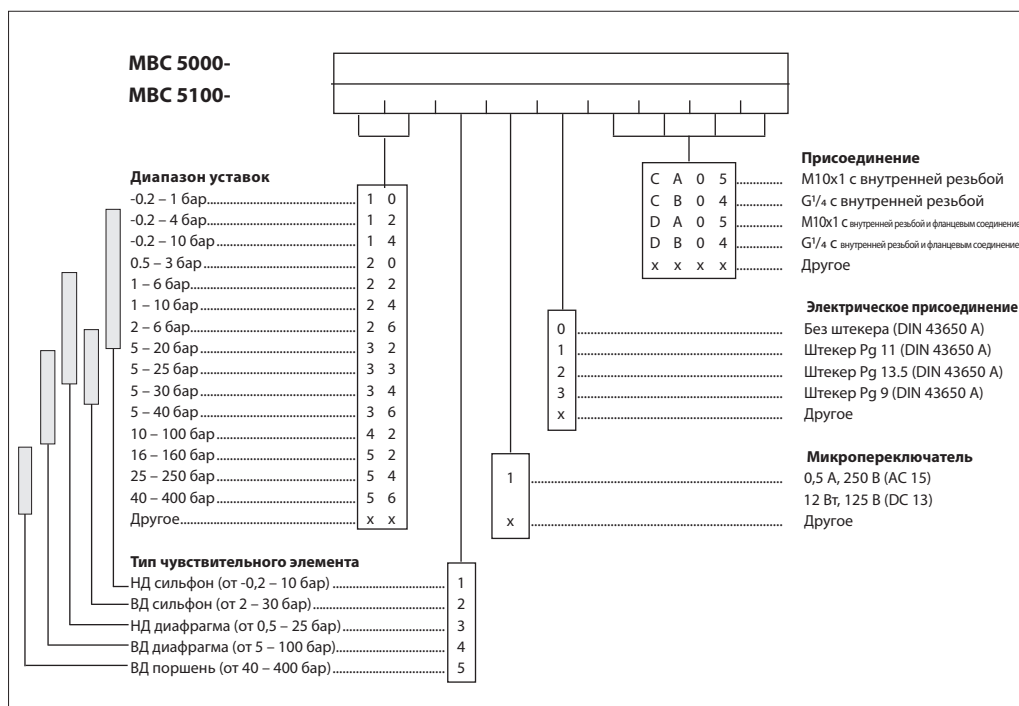 MBC 5000-
MBC 5100-
Диапазон уставок
-0.2 – 1 бар 1 0
-0.2 – 4 бар 1 2
-0.2 – 10 бар 1 4
0.5 – 3 бар 2 0
1 – 6 бар 2 2
1 – 10 бар 2 4
2 – 6 бар 2 6
5 – 20 бар 3 2
5 – 25 бар 3 3
5 – 30 бар 3 4
5 – 40 бар 3 6
10 – 100 бар 4 2
16 – 160 бар 5 2
25 – 250 бар 5 4
40 – 400 бар 5 6
Другое x x
Тип чувствительного элемента
НД сильфон (от -0,2 – 10 бар) 1
ВД сильфон (от 2 – 30 бар) 2
НД диафрагма (от 0,5 – 25 бар) 3
ВД диафрагма (от 5 – 100 бар) 4
ВД поршень (от 40 – 400 бар) 5
Присоединение
C A 0 5 M10x1 с внутренней резьбой
C B 0 4 G1/4 с внутренней резьбой
D A 0 5 M10x1 с внутренней резьбой и фланцевым соединение
D B 0 4 G1/4 с внутренней резьбой и фланцевым соединение
x x x x Другое
Электрическое присоединение
0 Без штекера (DIN 43650 A)
1 Штекер Pg 11 (DIN 43650 A)
2 Штекер Pg 13.5 (DIN 43650 A)
3 Штекер Pg 9 (DIN 43650 A)
x Другое
Микропереключатель
1 0,5 А, 250 В (AC 15)
12 Вт, 125 В (DC 13)
x Другое